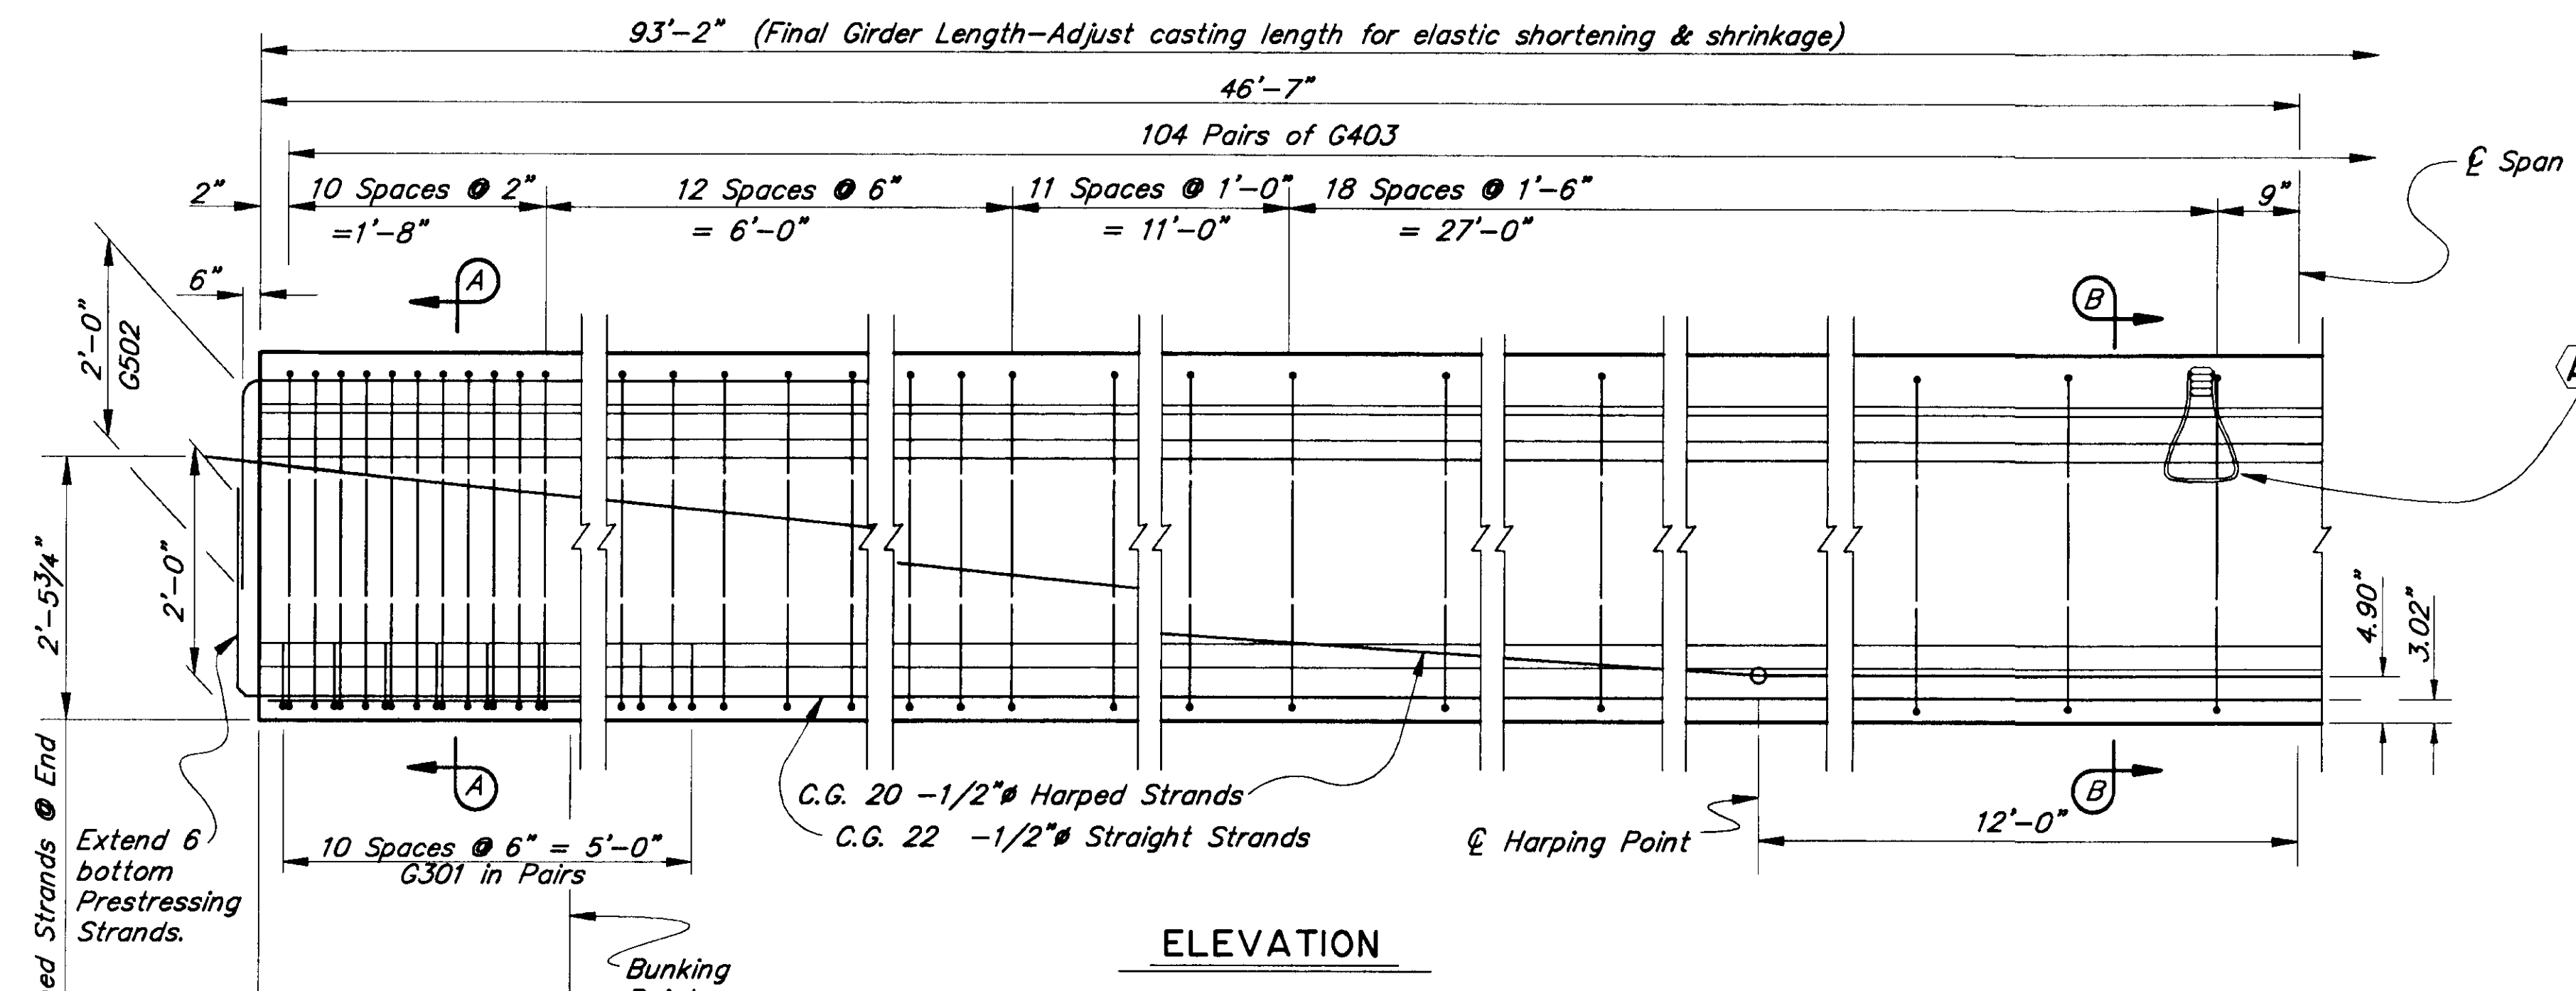 93'-2" (Final Girder Length-Adjust casting length for elastic shortening & shrinkage)
46'-7"
104 Pairs of G403
℄ Span
2"
10 Spaces @ 2"
=1'-8"
12 Spaces @ 6"
= 6'-0"
11 Spaces @ 1'-0"
= 11'-0"
18 Spaces @ 1'-6"
= 27'-0"
9"
6"
A
B
2'-0"
G502
A
2'-5 3/4"
2'-0"
4.90"
3.02"
A
B
C.G. 20 -1/2"ø Harped Strands
C.G. 22 -1/2"ø Straight Strands
℄ Harping Point
12'-0"
Strands @ End
Extend 6
bottom
Prestressing
Strands.
10 Spaces @ 6" = 5'-0"
G301 in Pairs
Bunking
ELEVATION